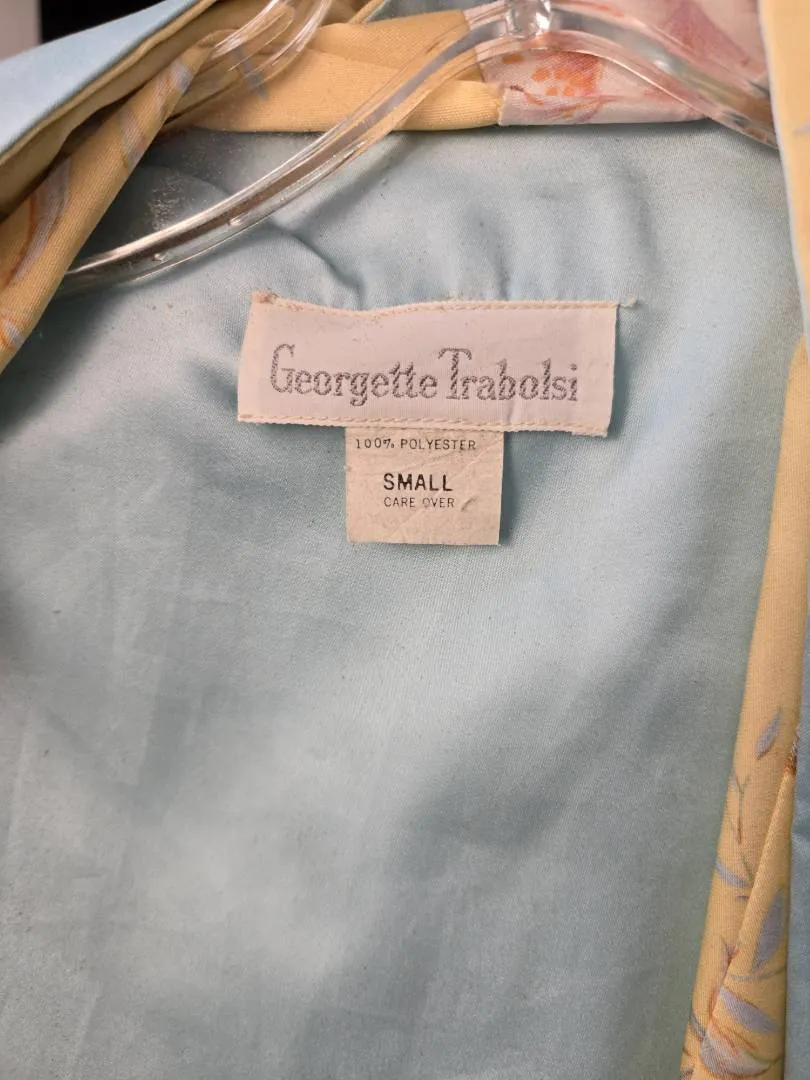 Georgette Trabolsi
100% POLYESTER
SMALL
CARE OVER